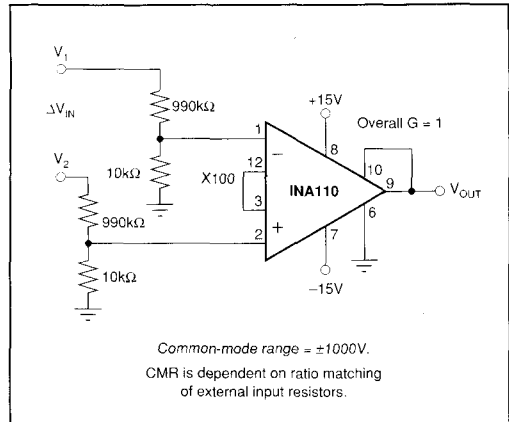 V1
ΔVIN
990kΩ
+15V
Overall G = 1
1
8
10
V2
10kΩ
12
X100
INA110
9
VOUT
3
6
990kΩ
2
7
10kΩ
–15V
Common-mode range = ±1000V.
CMR is dependent on ratio matching
of external input resistors.